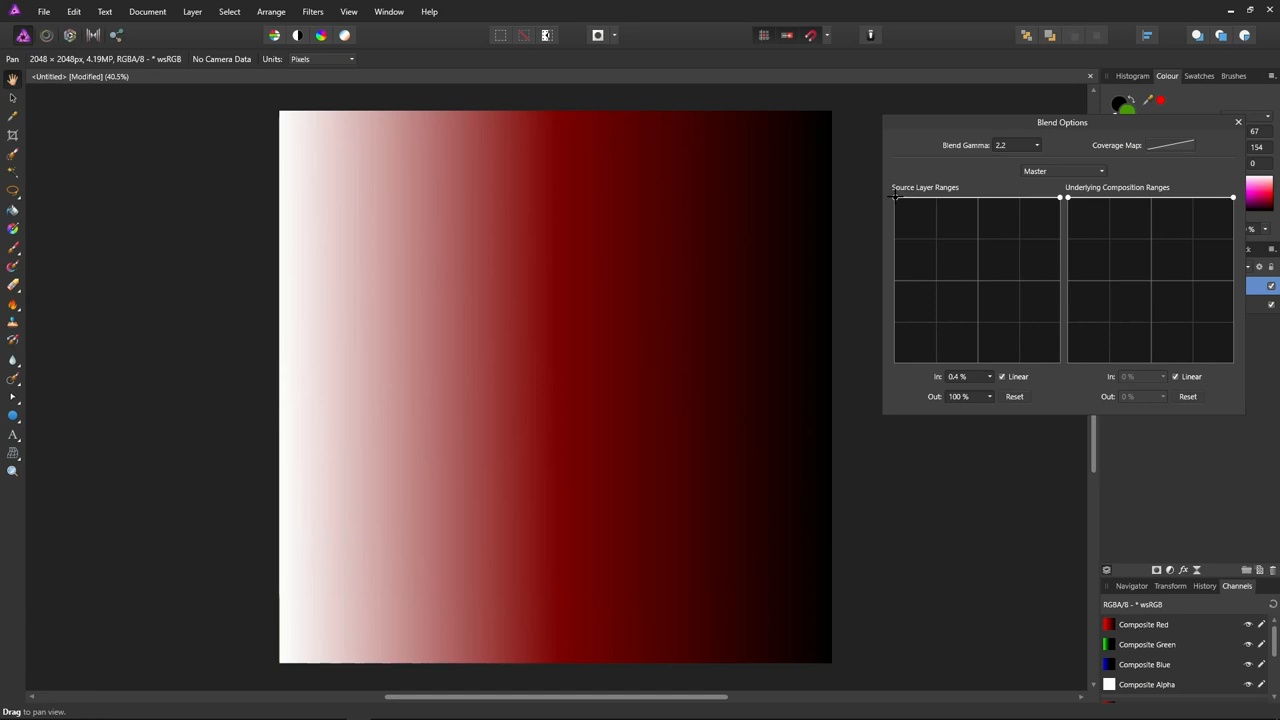 File Edit Text Document Layer Select Arrange Filters View Window Help
Pan 2048 × 2048px, 4.19MP, RGBA/8 - * wsRGB No Camera Data Units: Pixels
<Untitled> [Modified] (40.5%)
Histogram Colour Swatches Brushes
Blend Options
67
Blend Gamma: 2.2 Coverage Map:
154
0
Master
Source Layer Ranges Underlying Composition Ranges
%
In: 0.4 % Linear In: 0 % Linear
Out: 100 % Reset Out: 0 % Reset
Navigator Transform History Channels
RGBA/8 - * wsRGB
Composite Red
Composite Green
Composite Blue
Composite Alpha
Drag to pan view.